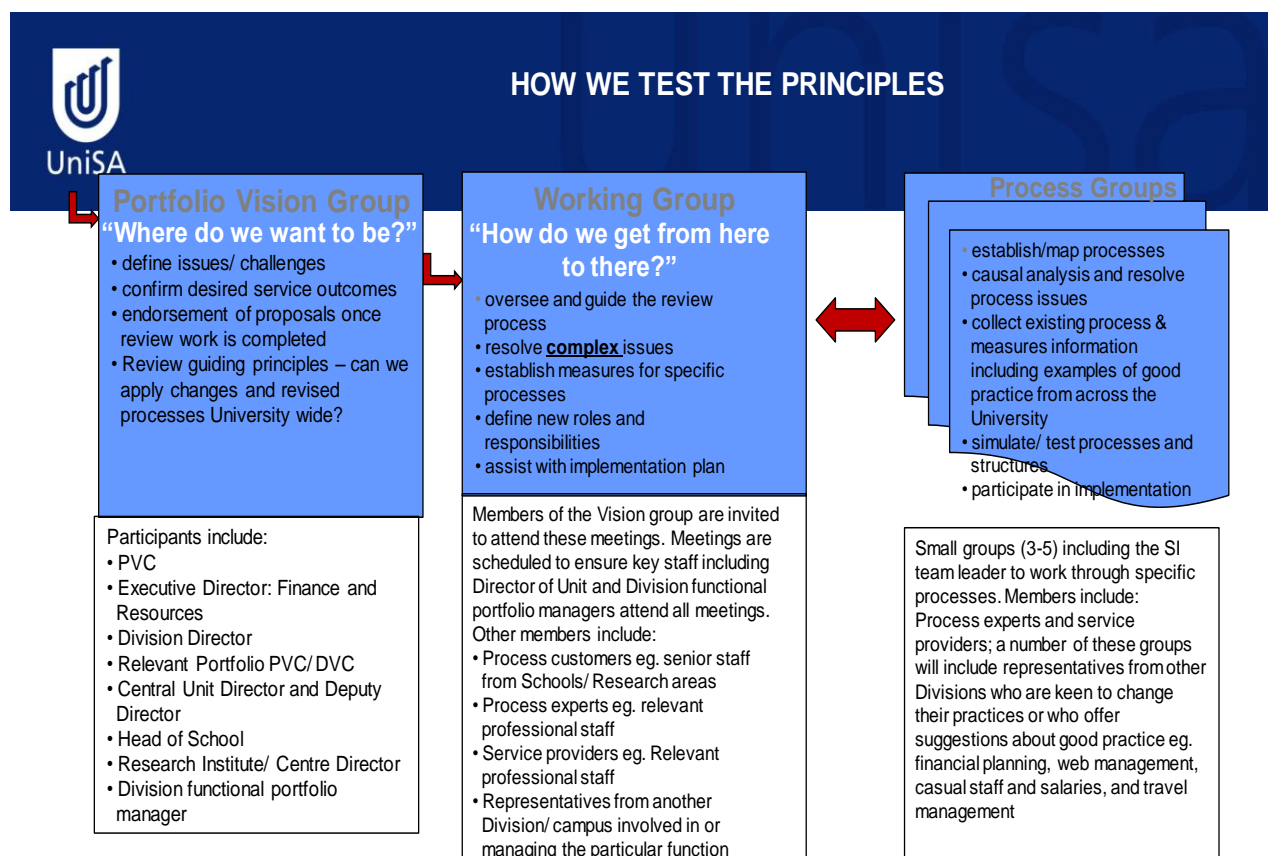 HOW WE TEST THE PRINCIPLES
UniSA
Portfolio Vision Group
“Where do we want to be?”
• define issues/ challenges
• confirm desired service outcomes
• endorsement of proposals once
review work is completed
• Review guiding principles – can we
apply changes and revised
processes University wide?
Participants include:
• PVC
• Executive Director: Finance and
Resources
• Division Director
• Relevant Portfolio PVC/ DVC
• Central Unit Director and Deputy
Director
• Head of School
• Research Institute/ Centre Director
• Division functional portfolio
manager
Working Group
“How do we get from here
to there?”
• oversee and guide the review
process
• resolve complex issues
• establish measures for specific
processes
• define new roles and
responsibilities
• assist with implementation plan
Members of the Vision group are invited
to attend these meetings. Meetings are
scheduled to ensure key staff including
Director of Unit and Division functional
portfolio managers attend all meetings.
Other members include:
• Process customers eg. senior staff
from Schools/ Research areas
• Process experts eg. relevant
professional staff
• Service providers eg. Relevant
professional staff
• Representatives from another
Division/ campus involved in or
managing the particular function
Process Groups
• establish/map processes
• causal analysis and resolve
process issues
• collect existing process &
measures information
including examples of good
practice from across the
University
• simulate/ test processes and
structures
• participate in implementation
Small groups (3-5) including the SI
team leader to work through specific
processes. Members include:
Process experts and service
providers; a number of these groups
will include representatives from other
Divisions who are keen to change
their practices or who offer
suggestions about good practice eg.
financial planning, web management,
casual staff and salaries, and travel
management